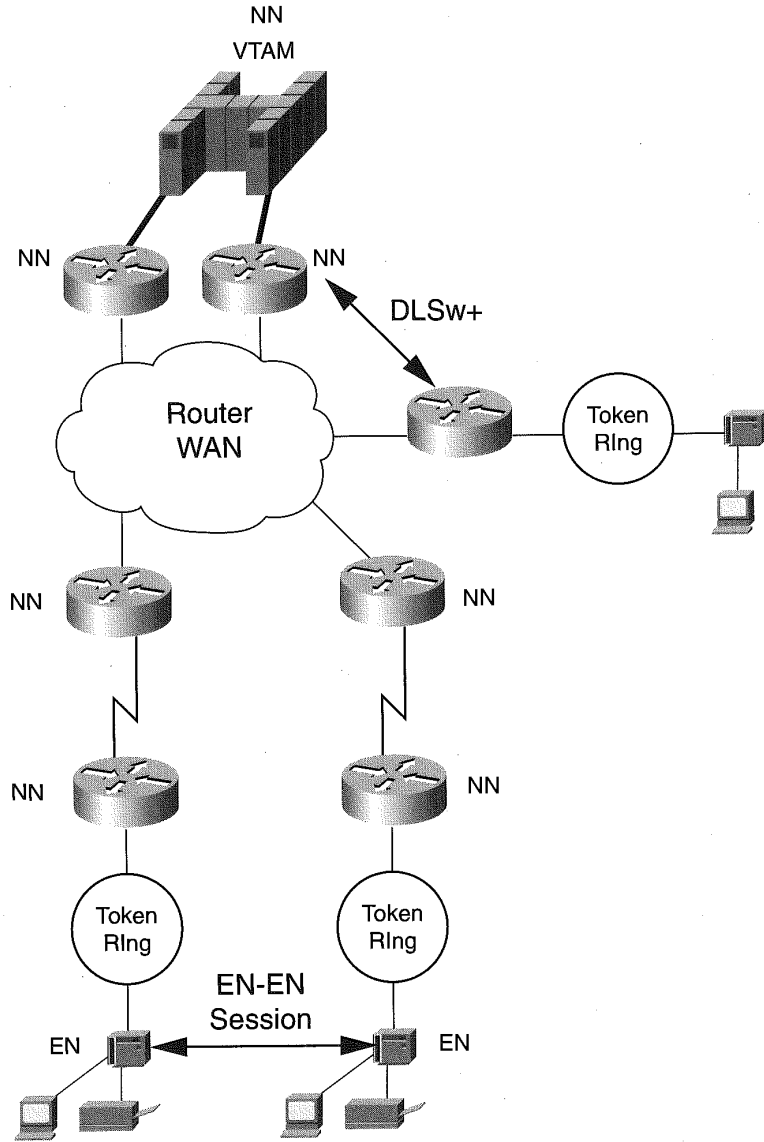 NN
VTAM
NN
NN
DLSw+
Router
WAN
Token
RIng
NN
NN
NN
NN
Token
RIng
Token
RIng
EN-EN
Session
EN
EN